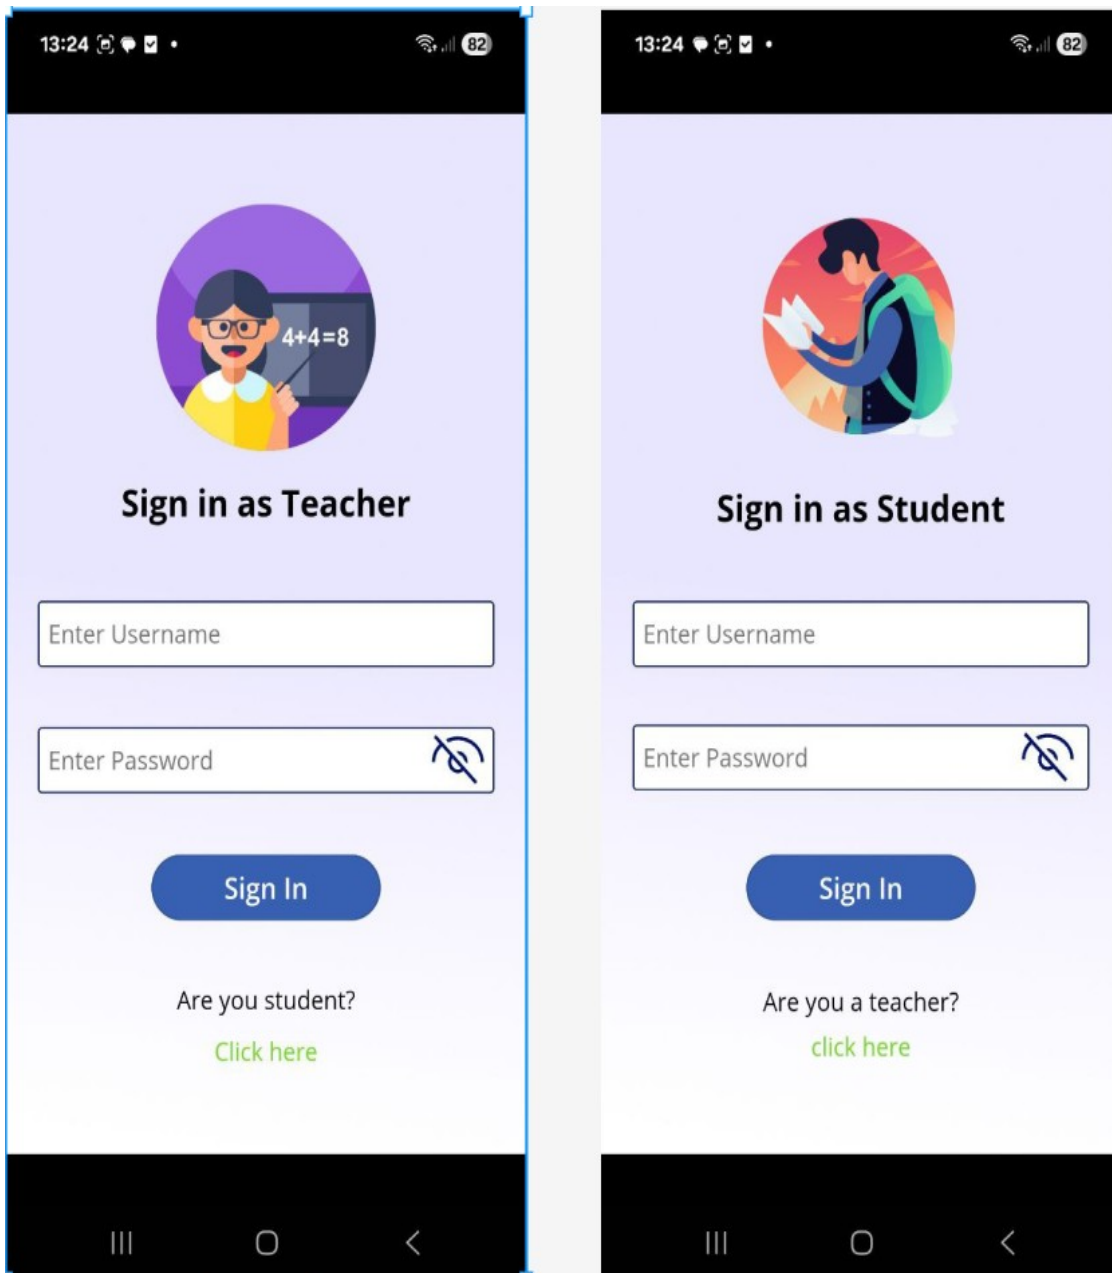 13:24
82
4+4=8
Sign in as Teacher
Enter Username
Enter Password
Sign In
Are you student?
Click here
13:24
82
Sign in as Student
Enter Username
Enter Password
Sign In
Are you a teacher?
click here